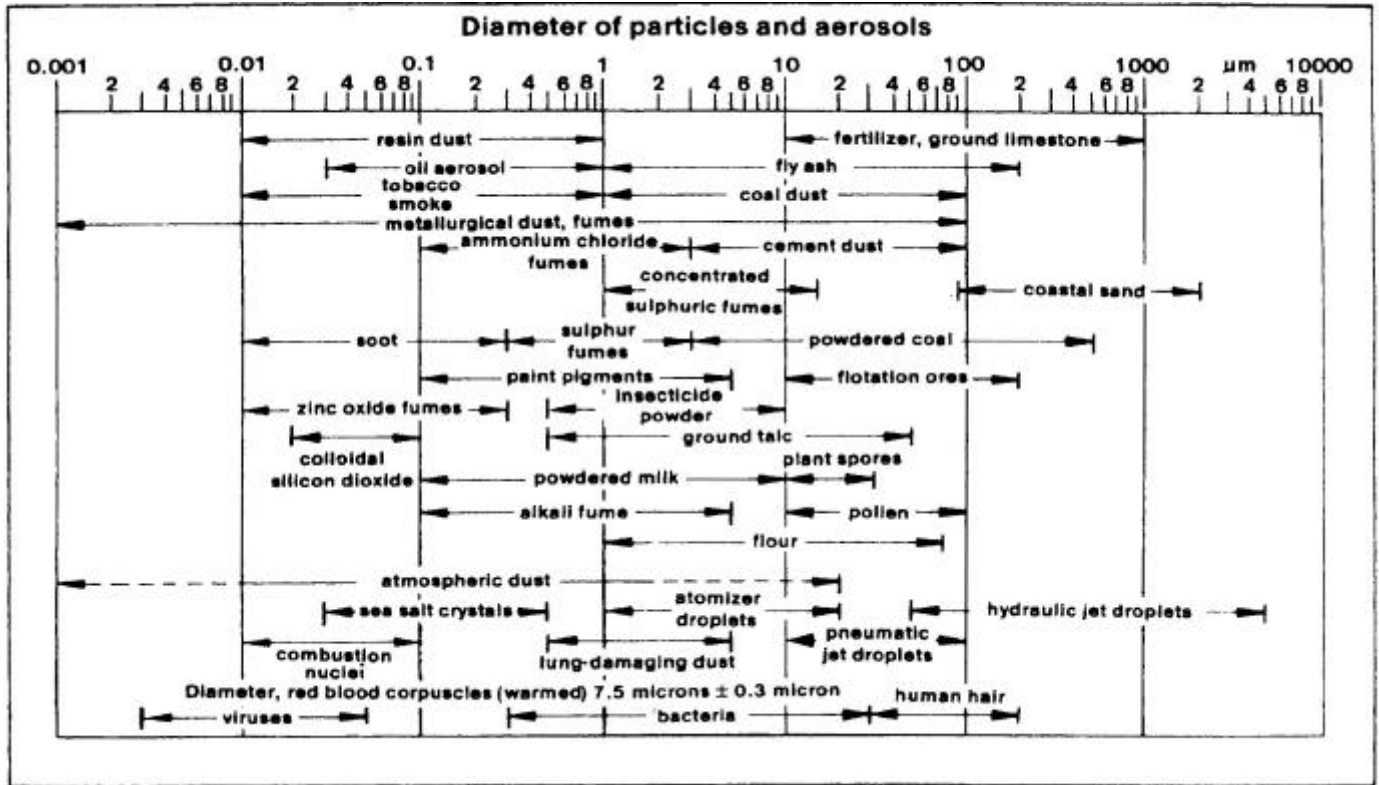 Diameter of particles and aerosols
0.001 0.01 0.1 1 10 100 1000 µm 10000
2 4 6 8 2 4 6 8 2 4 6 8 2 4 6 8 2 4 6 8 2 4 6 8 2 4 6 8
resin dust fertilizer, ground limestone
oil aerosol fly ash
tobacco
smoke coal dust
metallurgical dust, fumes
ammonium chloride
fumes cement dust
concentrated
sulphuric fumes coastal sand
soot sulphur
fumes powdered coal
paint pigments flotation ores
zinc oxide fumes insecticide
powder
ground talc
colloidal
silicon dioxide plant spores
powdered milk
alkali fume pollen
flour
atmospheric dust
sea salt crystals atomizer
droplets hydraulic jet droplets
combustion
nuclei lung-damaging dust pneumatic
jet droplets
Diameter, red blood corpuscles (warmed) 7.5 microns ± 0.3 micron human hair
viruses bacteria